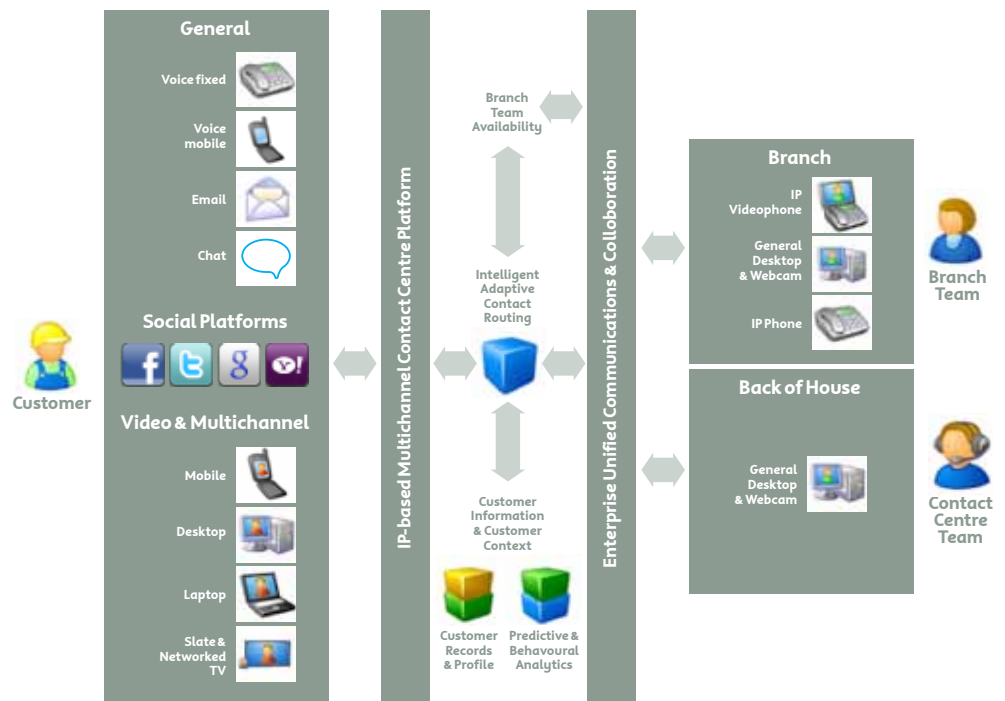 General
Voice fixed
Voice
mobile
Email
Chat
Social Platforms
f
t
g
Y!
Video & Multichannel
Mobile
Desktop
Laptop
Slate &
Networked
TV
Customer
IP-based Multichannel Contact Centre Platform
Branch
Team
Availability
Intelligent
Adaptive
Contact
Routing
Customer
Information
& Customer
Context
Customer
Records
& Profile
Predictive &
Behavoural
Analytics
Enterprise Unified Communications & Colloboration
Branch
IP
Videophone
General
Desktop
& Webcam
IP Phone
Branch
Team
Back of House
General
Desktop
& Webcam
Contact
Centre
Team